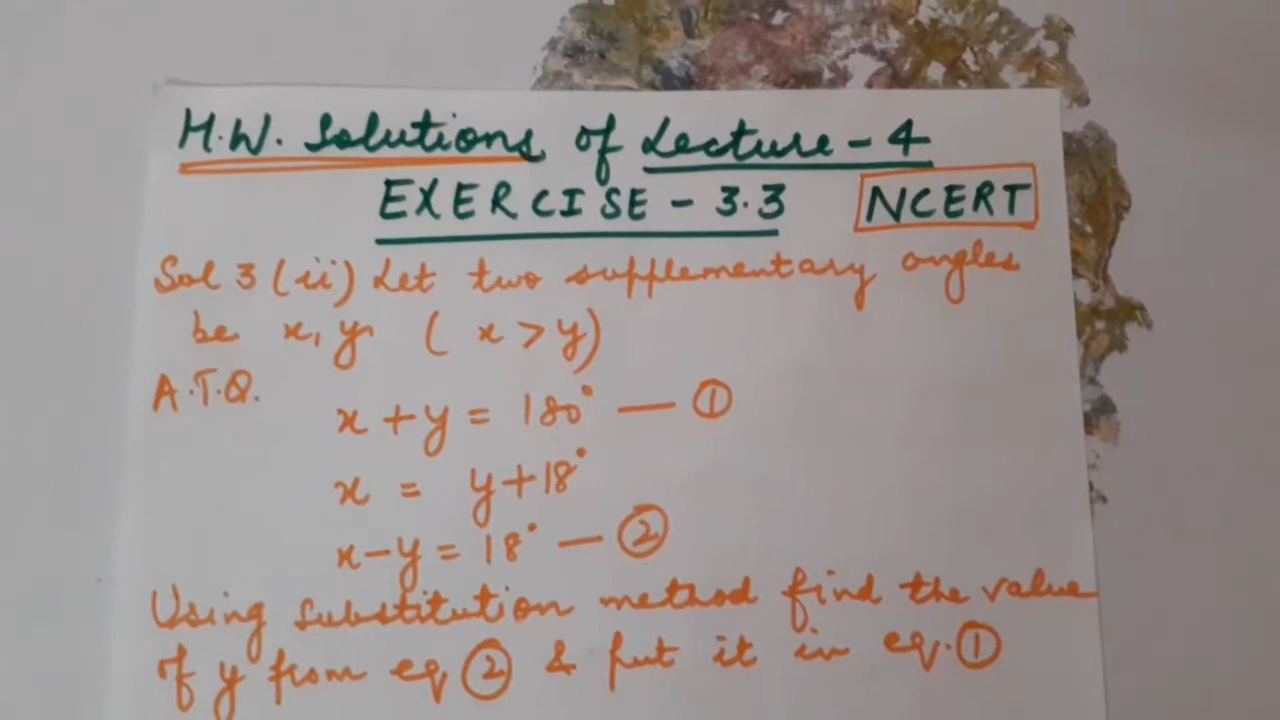 H.W. Solutions of Lecture - 4
EXERCISE - 3.3 NCERT
Sol 3 (ii) Let two supplementary angles
be x, y. ( x > y)
A.T.Q.
x + y = 180° — ①
x = y + 18°
x - y = 18° — ②
Using substitution method find the value
of y from eq ② & put it in eq. ①